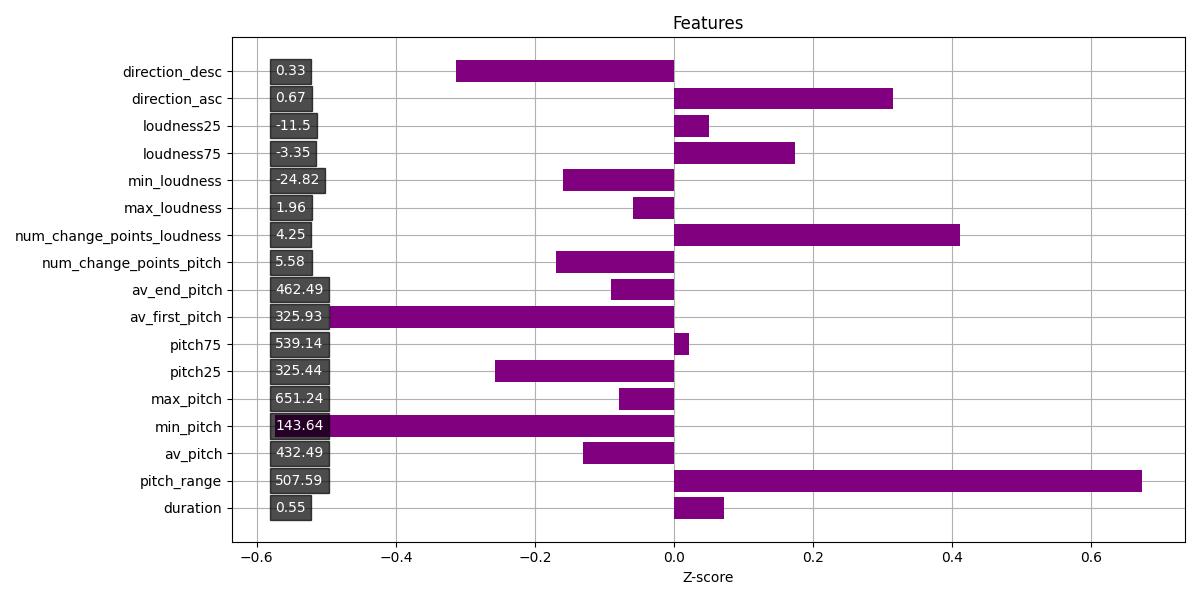 Features
direction_desc 0.33
direction_asc 0.67
loudness25 -11.5
loudness75 -3.35
min_loudness -24.82
max_loudness 1.96
num_change_points_loudness 4.25
num_change_points_pitch 5.58
av_end_pitch 462.49
av_first_pitch 325.93
pitch75 539.14
pitch25 325.44
max_pitch 651.24
min_pitch 143.64
av_pitch 432.49
pitch_range 507.59
duration 0.55
−0.6 −0.4 −0.2 0.0 0.2 0.4 0.6
Z-score